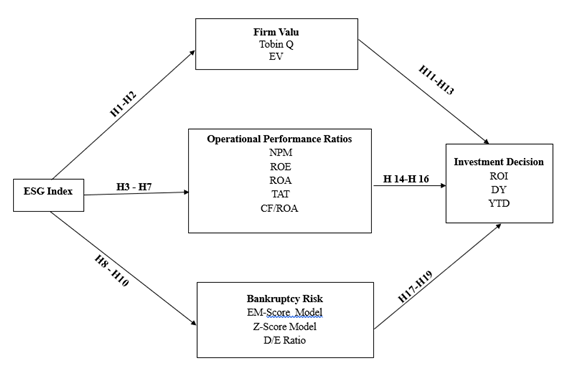 Firm Valu
Tobin Q
EV
H1-H2
H11-H13
Operational Performance Ratios
NPM
ROE
ROA
TAT
CF/ROA
ESG Index
H3 - H7
H 14-H 16
Investment Decision
ROI
DY
YTD
H8 - H10
H17-H19
Bankruptcy Risk
EM-Score Model
Z-Score Model
D/E Ratio